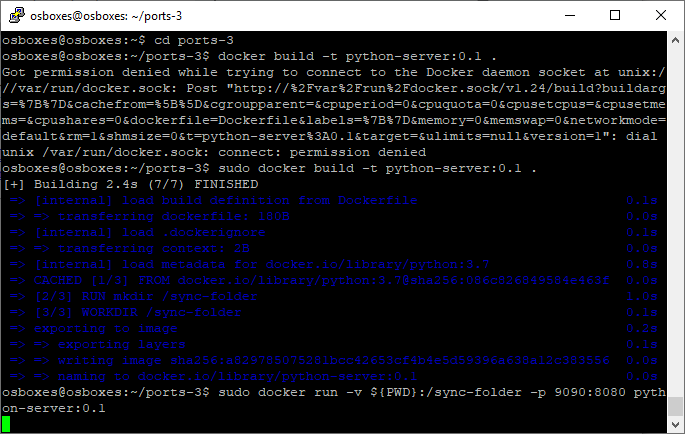 osboxes@osboxes: ~/ports-3
osboxes@osboxes:~$ cd ports-3
osboxes@osboxes:~/ports-3$ docker build -t python-server:0.1 .
Got permission denied while trying to connect to the Docker daemon socket at unix:/
//var/run/docker.sock: Post "http://%2Fvar%2Frun%2Fdocker.sock/v1.24/build?buildarg
s=%7B%7D&cachefrom=%5B%5D&cgroupparent=&cpuperiod=0&cpuquota=0&cpusetcpus=&cpusetme
ms=&cpushares=0&dockerfile=Dockerfile&labels=%7B%7D&memory=0&memswap=0&networkmode=
default&rm=1&shmsize=0&t=python-server%3A0.1&target=&ulimits=null&version=1": dial
unix /var/run/docker.sock: connect: permission denied
osboxes@osboxes:~/ports-3$ sudo docker build -t python-server:0.1 .
[+] Building 2.4s (7/7) FINISHED
=> [internal] load build definition from Dockerfile 0.1s
=> => transferring dockerfile: 180B 0.0s
=> [internal] load .dockerignore 0.1s
=> => transferring context: 2B 0.0s
=> [internal] load metadata for docker.io/library/python:3.7 0.8s
=> CACHED [1/3] FROM 0.0s
=> [2/3] RUN mkdir /sync-folder 1.0s
=> [3/3] WORKDIR /sync-folder 0.1s
=> exporting to image 0.2s
=> => exporting layers 0.1s
=> => writing image 0.0s
=> => naming to docker.io/library/python-server:0.1 0.0s
osboxes@osboxes:~/ports-3$ sudo docker run -v ${PWD}:/sync-folder -p 9090:8080 pyth
on-server:0.1